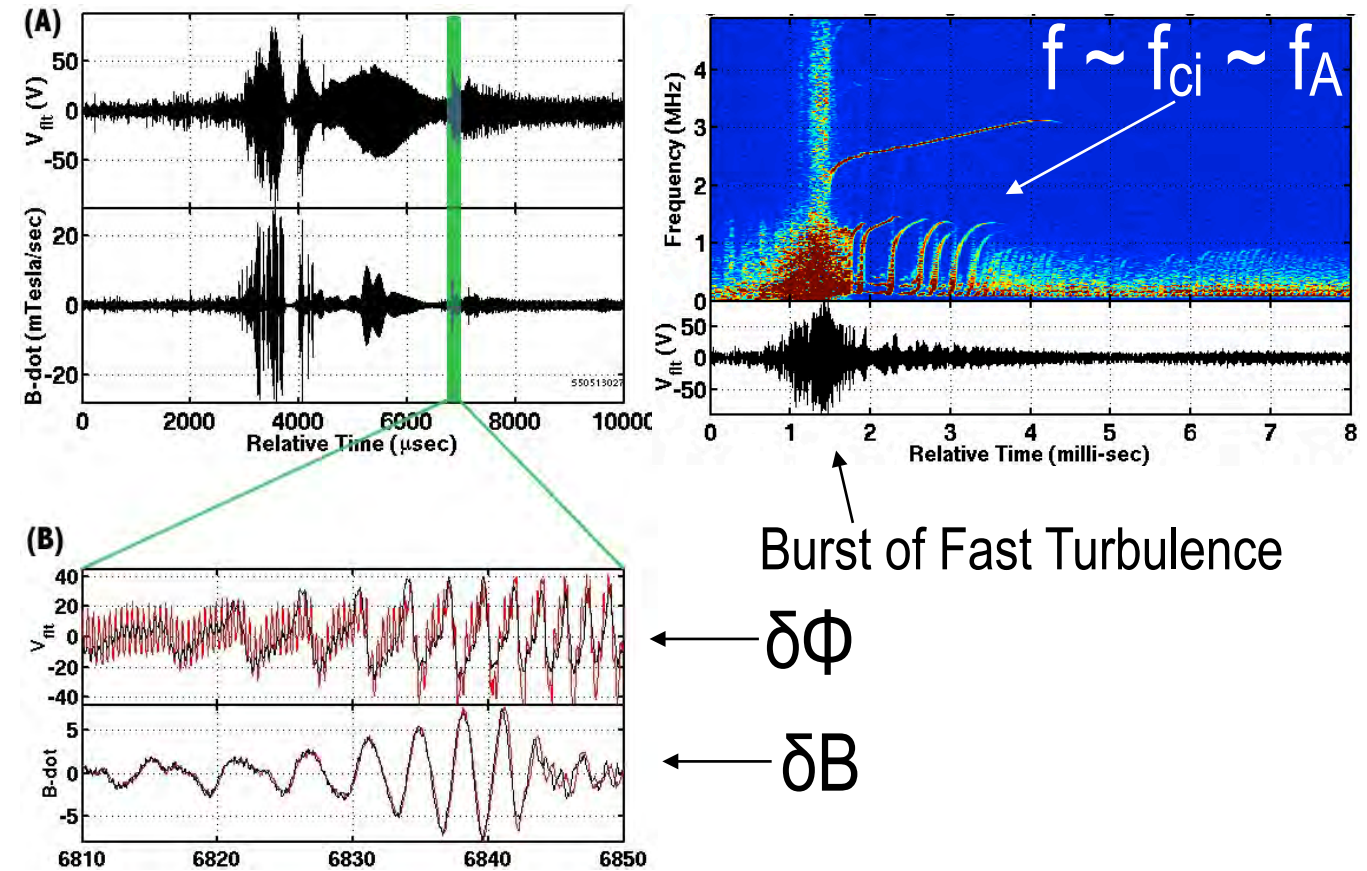 (A)
V_flt (V)
50
0
-50
B-dot (mTesla/sec)
20
0
-20
550513027
0 2000 4000 6000 8000 10000
Relative Time (μsec)
f ~ f_ci ~ f_A
Frequency (MHz)
4
3
2
1
0
V_flt (V)
50
0
-50
0 1 2 3 4 5 6 7 8
Relative Time (milli-sec)
Burst of Fast Turbulence
(B)
V_flt
40
20
0
-20
-40
δΦ
B-dot
5
0
-5
δB
6810 6820 6830 6840 6850